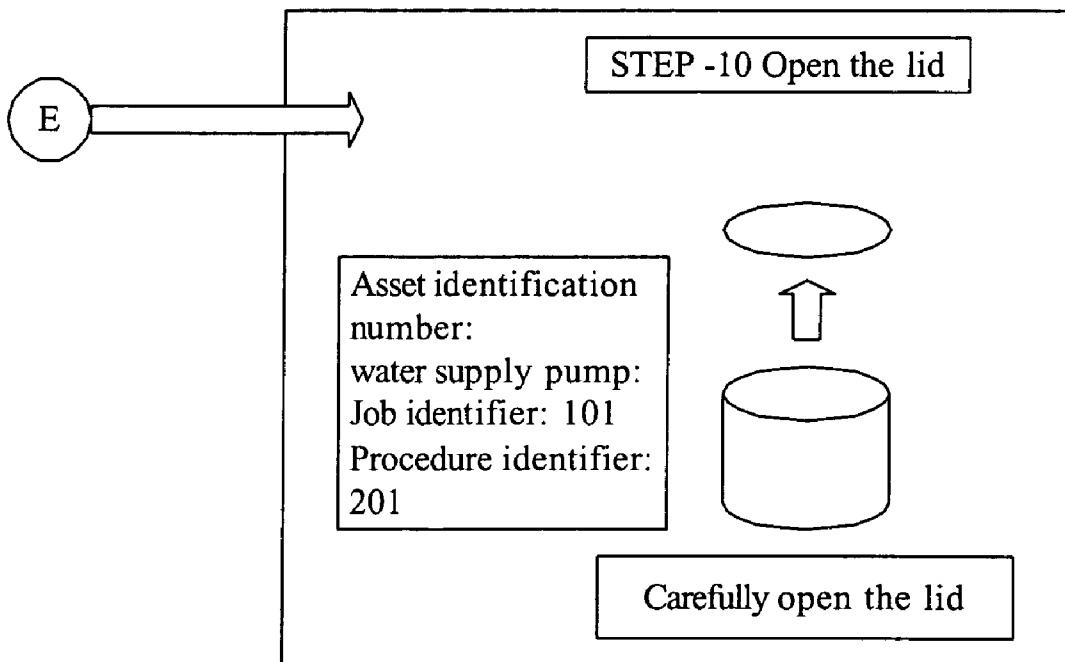 STEP -10 Open the lid
E
Asset identification
number:
water supply pump:
Job identifier: 101
Procedure identifier:
201
Carefully open the lid